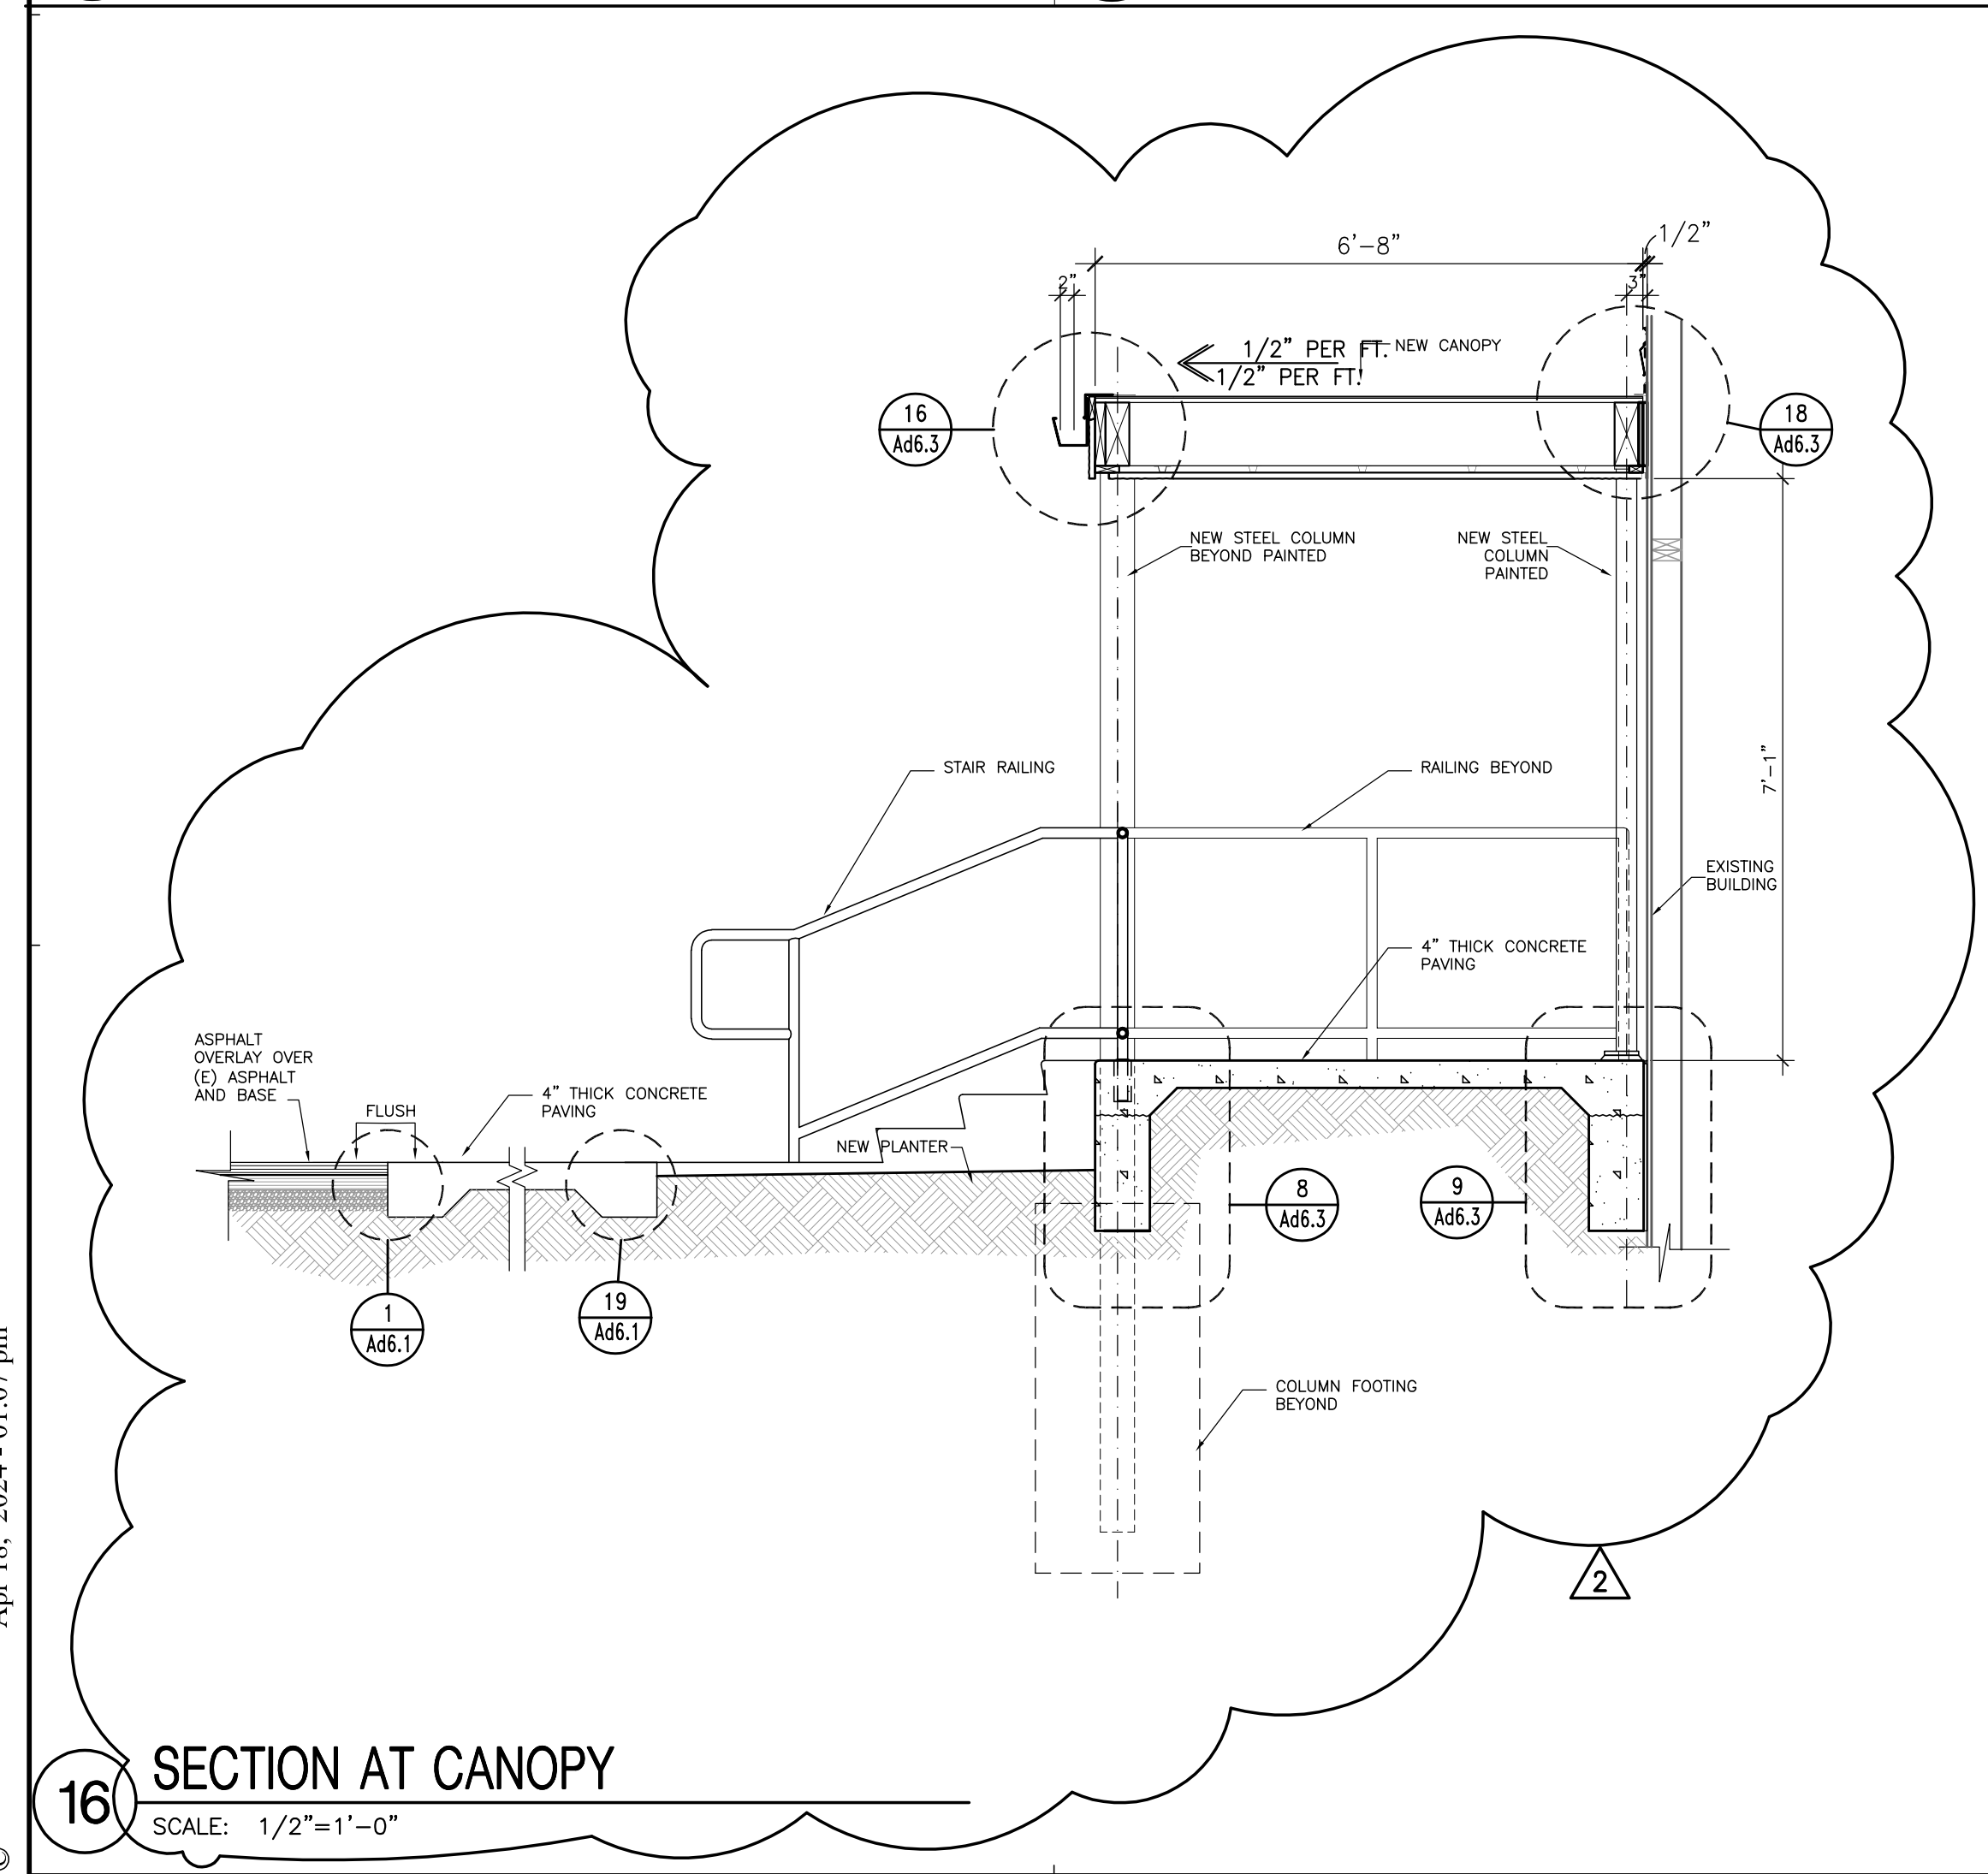 6'-8"
1/2"
2"
3"
1/2" PER FT.
NEW CANOPY
1/2" PER FT.
16
Ad6.3
18
Ad6.3
NEW STEEL COLUMN
BEYOND PAINTED
NEW STEEL
COLUMN
PAINTED
7'-1"
STAIR RAILING
RAILING BEYOND
EXISTING
BUILDING
4" THICK CONCRETE
PAVING
ASPHALT
OVERLAY OVER
(E) ASPHALT
AND BASE
FLUSH
4" THICK CONCRETE
PAVING
NEW PLANTER
8
Ad6.3
9
Ad6.3
1
Ad6.1
19
Ad6.1
COLUMN FOOTING
BEYOND
2
16
SECTION AT CANOPY
SCALE: 1/2"=1'-0"
©